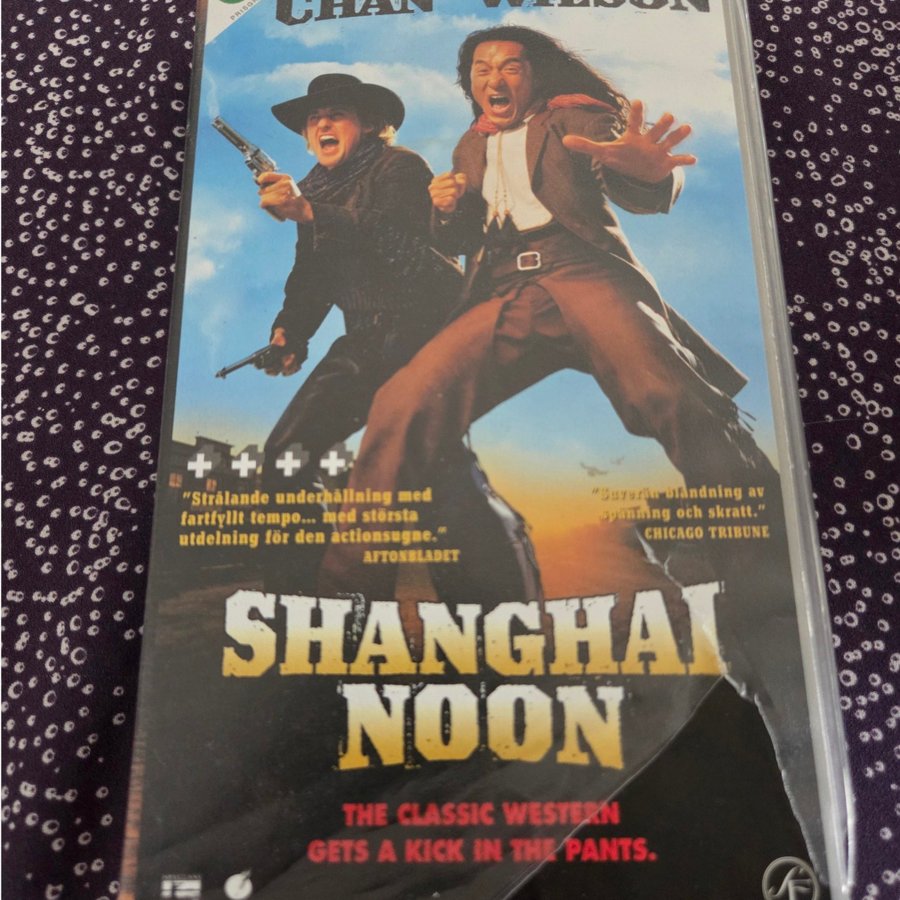 CHAN WILSON
"Strålande underhållning med
fartfyllt tempo... med största
utdelning för den actionsugne."
AFTONBLADET
"Suverän blandning av
spänning och skratt."
CHICAGO TRIBUNE
SHANGHAI
NOON
THE CLASSIC WESTERN
GETS A KICK IN THE PANTS.
SF